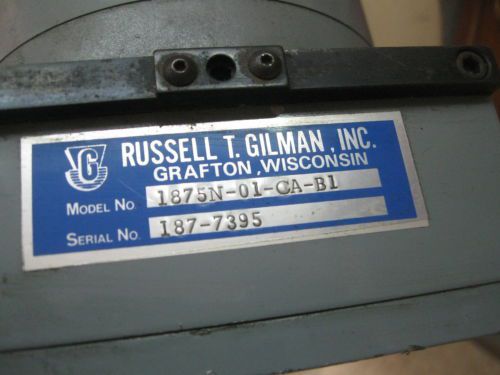 G
RUSSELL T. GILMAN, INC.
GRAFTON, WISCONSIN
MODEL NO. 1875N-01-CA-B1
SERIAL NO. 187-7395